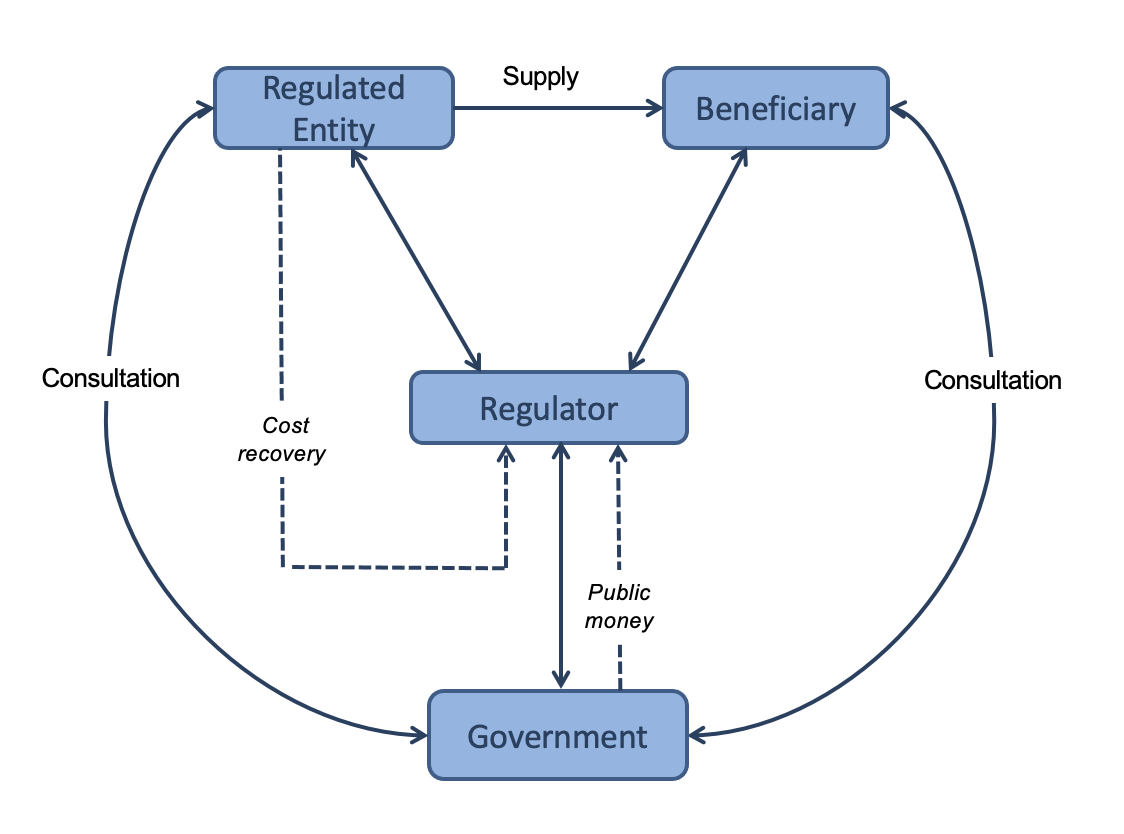 Supply
Regulated
Entity
Beneficiary
Consultation
Consultation
Regulator
Cost
recovery
Public
money
Government